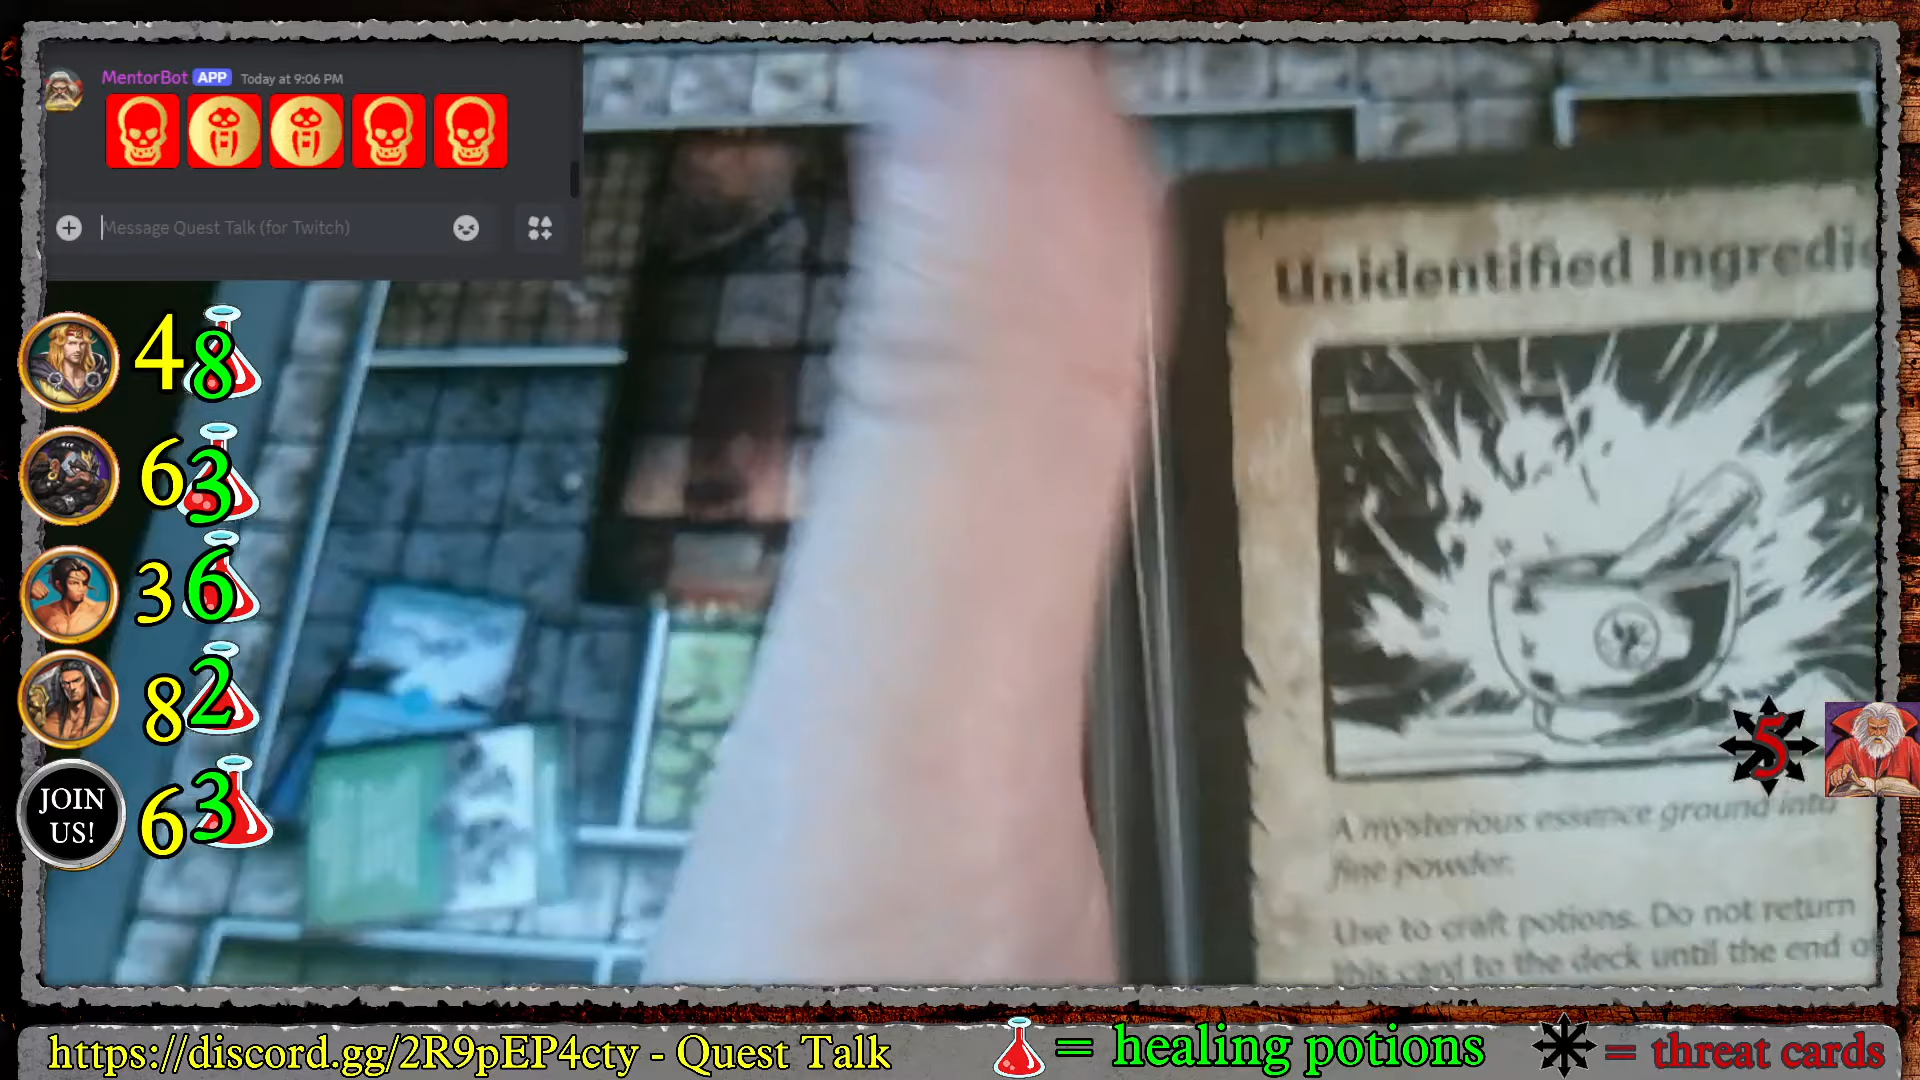 MentorBot APP Today at 9:06 PM
Message Quest Talk (for Twitch)
4 8
6 3
3 6
8 2
JOIN US!
6 3
Unidentified
A mysterious essence ground into
fine powder.
Use to craft potions. Do not return
this card to the deck until the end of
5
https://discord.gg/2R9pEP4cty - Quest Talk
= healing potions
= threat cards